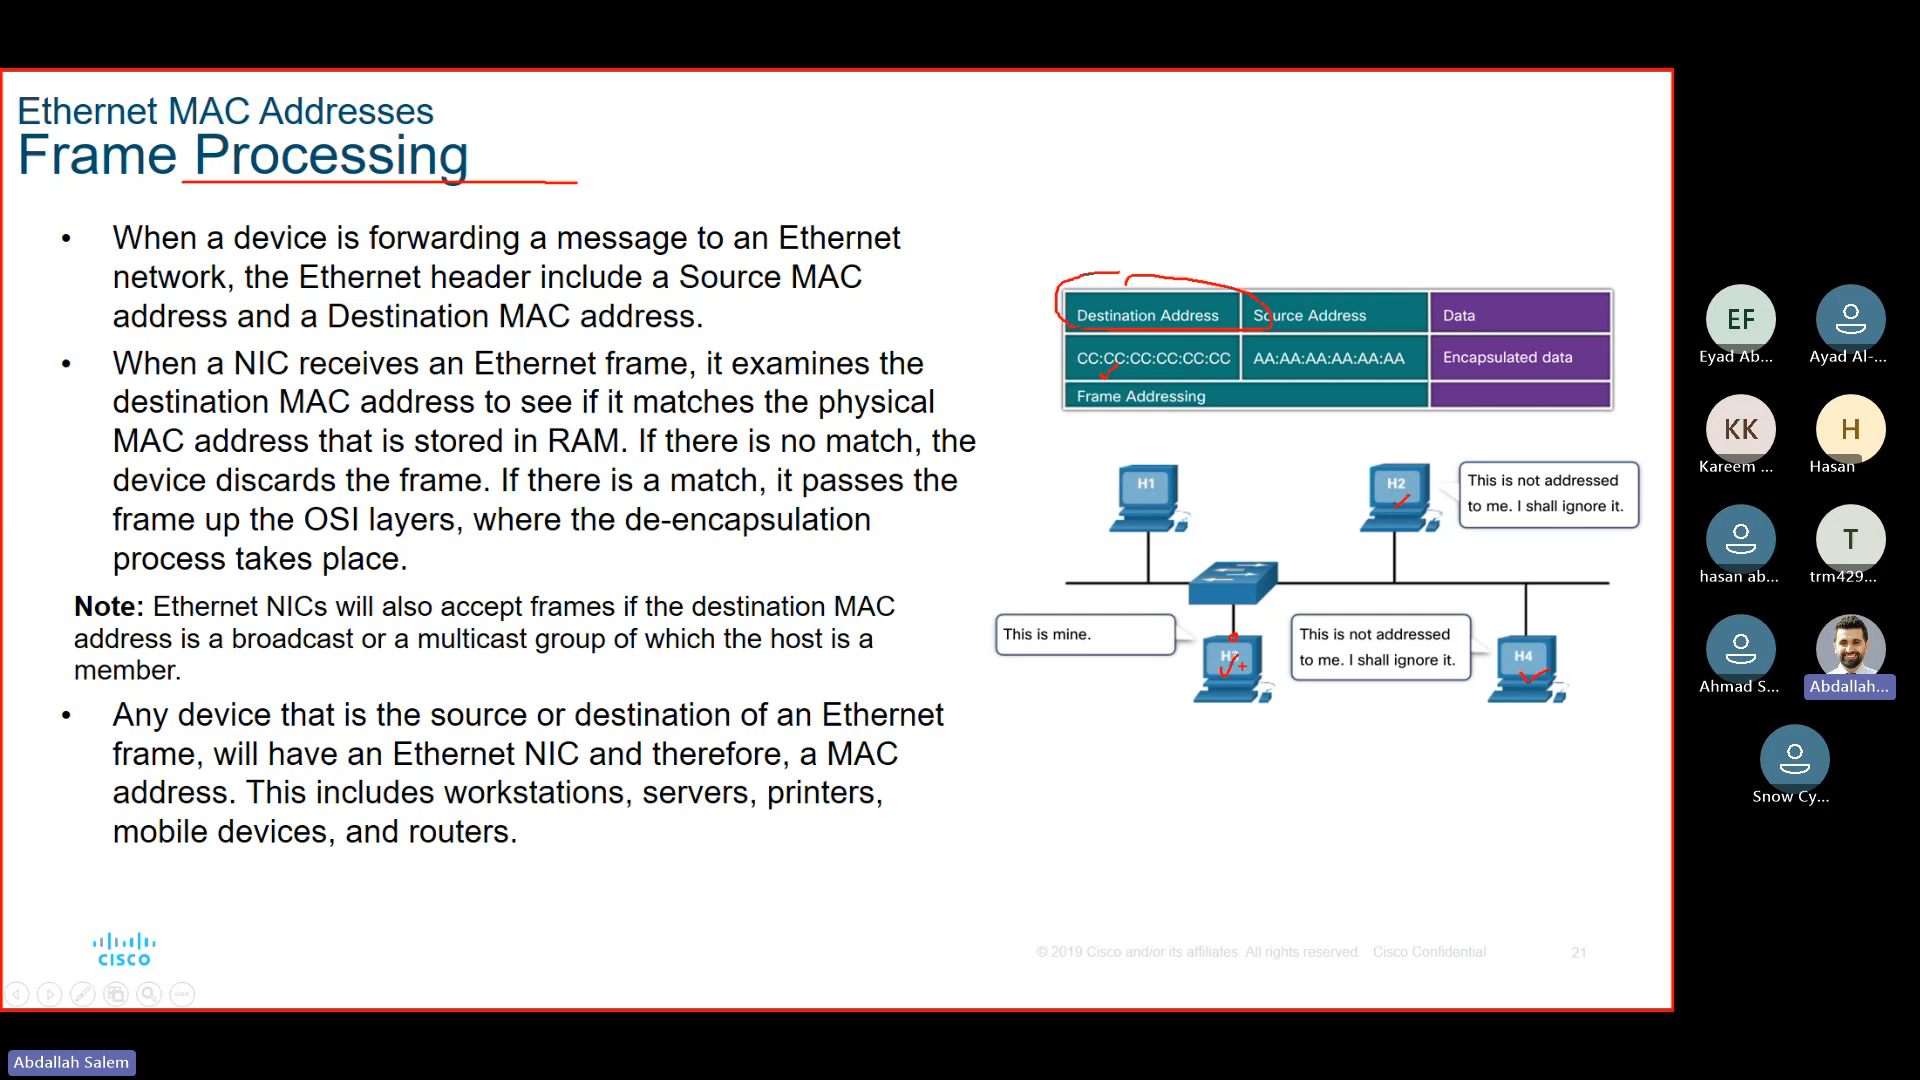 Ethernet MAC Addresses
Frame Processing
• When a device is forwarding a message to an Ethernet
network, the Ethernet header include a Source MAC
address and a Destination MAC address.
• When a NIC receives an Ethernet frame, it examines the
destination MAC address to see if it matches the physical
MAC address that is stored in RAM. If there is no match, the
device discards the frame. If there is a match, it passes the
frame up the OSI layers, where the de-encapsulation
process takes place.
Note: Ethernet NICs will also accept frames if the destination MAC
address is a broadcast or a multicast group of which the host is a
member.
• Any device that is the source or destination of an Ethernet
frame, will have an Ethernet NIC and therefore, a MAC
address. This includes workstations, servers, printers,
mobile devices, and routers.
Destination Address Source Address Data
CC:CC:CC:CC:CC:CC AA:AA:AA:AA:AA:AA Encapsulated data
Frame Addressing
H1
H2
This is not addressed
to me. I shall ignore it.
This is mine.
H3
This is not addressed
to me. I shall ignore it.
H4
CISCO
© 2019 Cisco and/or its affiliates. All rights reserved. Cisco Confidential 21
EF
Eyad Ab...
Ayad Al-...
KK
Kareem ...
H
Hasan
hasan ab...
T
trm429...
Ahmad S...
Abdallah...
Snow Cy...
Abdallah Salem